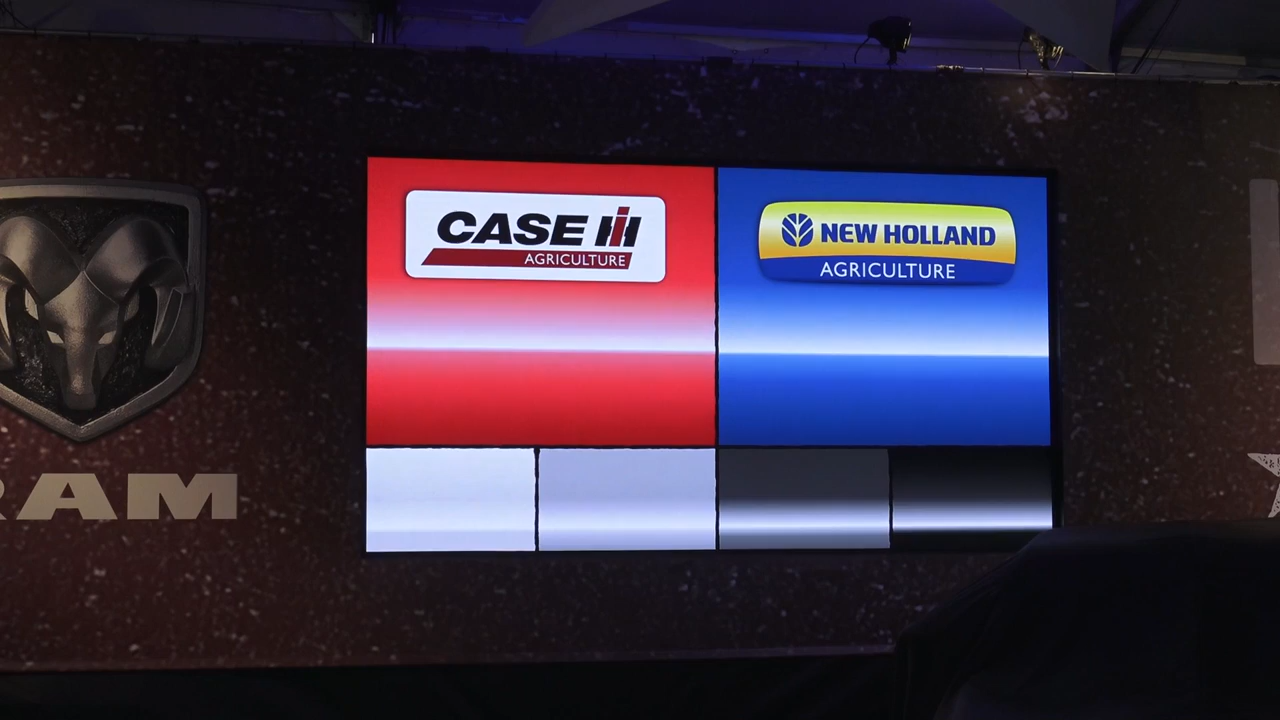 CASE IH
AGRICULTURE
NEW HOLLAND
AGRICULTURE
RAM